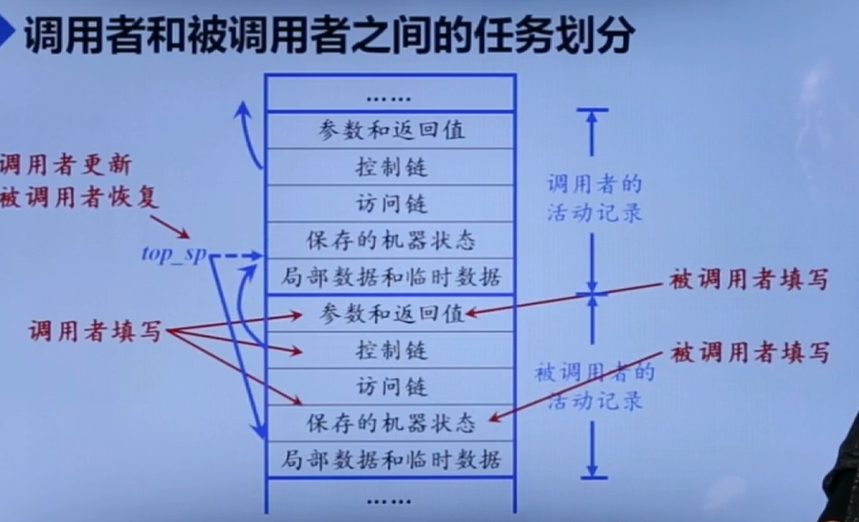 调用者和被调用者之间的任务划分
……
参数和返回值
控制链
访问链
保存的机器状态
局部数据和临时数据
参数和返回值
控制链
访问链
保存的机器状态
局部数据和临时数据
……
调用者更新
被调用者恢复
top_sp
调用者填写
调用者的
活动记录
被调用者的
活动记录
被调用者填写
被调用者填写